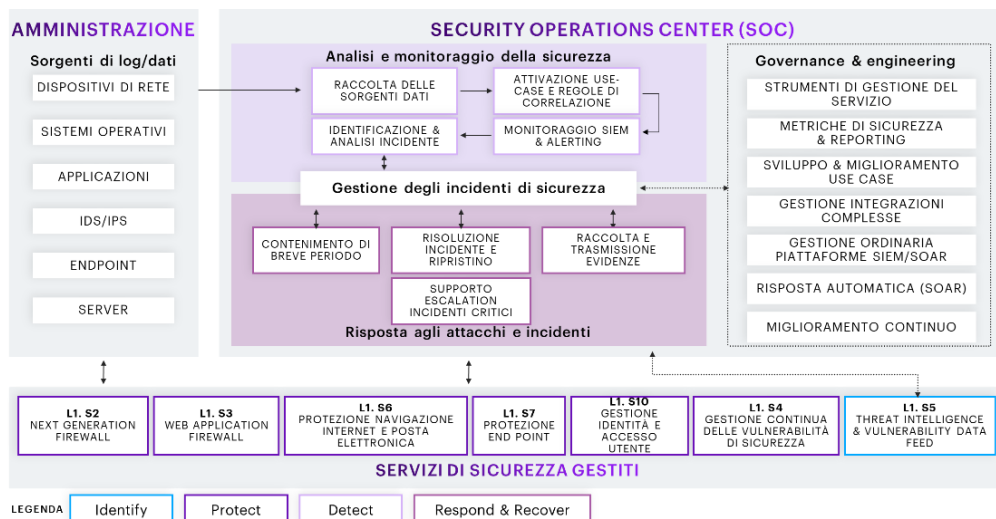 AMMINISTRAZIONE
Sorgenti di log/dati
DISPOSITIVI DI RETE
SISTEMI OPERATIVI
APPLICAZIONI
IDS/IPS
ENDPOINT
SERVER
SECURITY OPERATIONS CENTER (SOC)
Analisi e monitoraggio della sicurezza
RACCOLTA DELLE
SORGENTI DATI
ATTIVAZIONE USE-
CASE E REGOLE DI
CORRELAZIONE
IDENTIFICAZIONE &
ANALISI INCIDENTE
MONITORAGGIO SIEM
& ALERTING
Gestione degli incidenti di sicurezza
CONTENIMENTO DI
BREVE PERIODO
RISOLUZIONE
INCIDENTE E
RIPRISTINO
RACCOLTA E
TRASMISSIONE
EVIDENZE
SUPPORTO
ESCALATION
INCIDENTI CRITICI
Risposta agli attacchi e incidenti
Governance & engineering
STRUMENTI DI GESTIONE DEL
SERVIZIO
METRICHE DI SICUREZZA
& REPORTING
SVILUPPO & MIGLIORAMENTO
USE CASE
GESTIONE INTEGRAZIONI
COMPLESSE
GESTIONE ORDINARIA
PIATTAFORME SIEM/SOAR
RISPOSTA AUTOMATICA (SOAR)
MIGLIORAMENTO CONTINUO
L1. S2
NEXT GENERATION
FIREWALL
L1. S3
WEB APPLICATION
FIREWALL
L1. S6
PROTEZIONE NAVIGAZIONE
INTERNET E POSTA
ELETTRONICA
L1. S7
PROTEZIONE
END POINT
L1. S10
GESTIONE
IDENTITÀ E
ACCESSO
UTENTE
L1. S4
GESTIONE CONTINUA
DELLE VULNERABILITÀ
DI SICUREZZA
L1. S5
THREAT INTELLIGENCE
& VULNERABILITY DATA
FEED
SERVIZI DI SICUREZZA GESTITI
LEGENDA
Identify
Protect
Detect
Respond & Recover